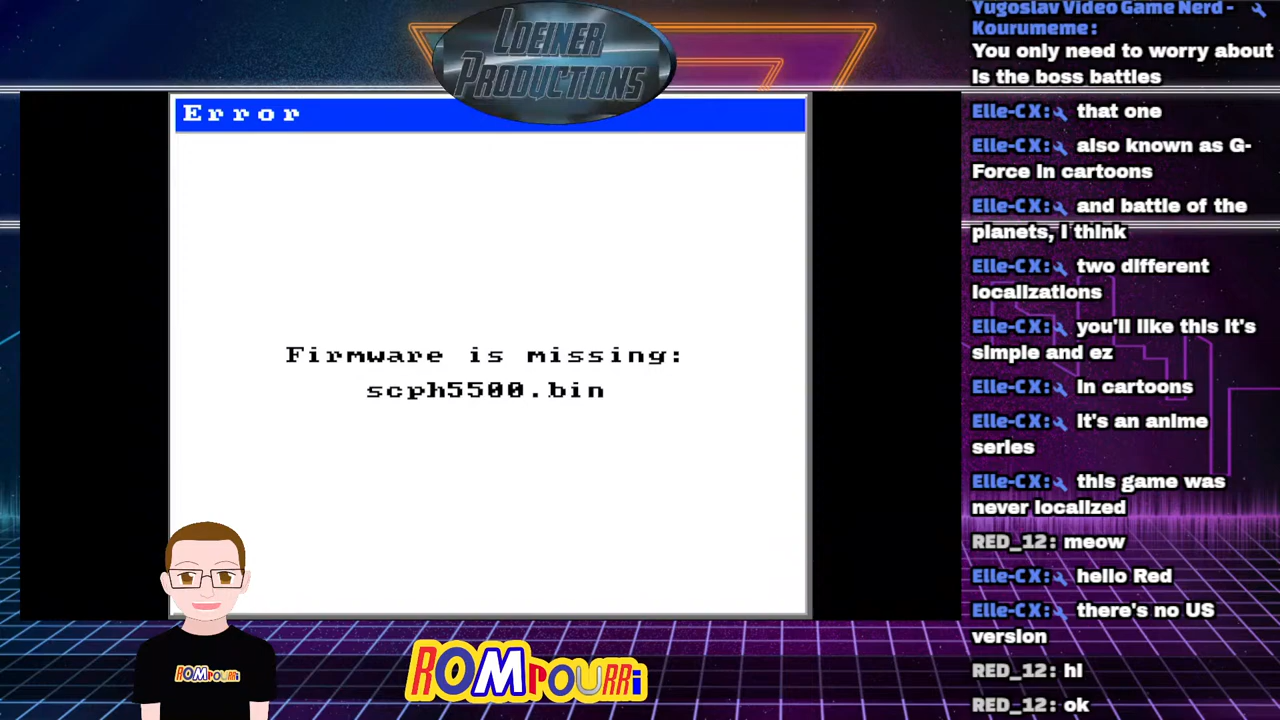 LOEINER
PRODUCTIONS
Error
Firmware is missing:
scph5500.bin
ROMPOURRi
ROMPOURRi
Yugoslav Video Game Nerd -
Kourumeme:
You only need to worry about
is the boss battles
Elle-CX: that one
Elle-CX: also known as G-
Force in cartoons
Elle-CX: and battle of the
planets, I think
Elle-CX: two different
localizations
Elle-CX: you'll like this it's
simple and ez
Elle-CX: In cartoons
Elle-CX: It's an anime
series
Elle-CX: this game was
never localized
RED_12: meow
Elle-CX: hello Red
Elle-CX: there's no US
version
RED_12: hi
RED_12: ok